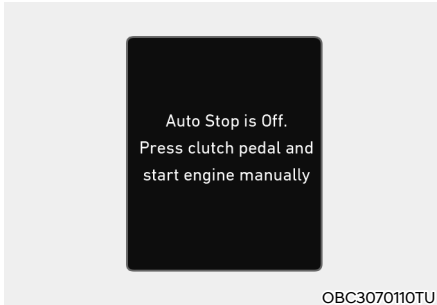 Auto Stop is Off.
Press clutch pedal and
start engine manually
OBC3070110TU